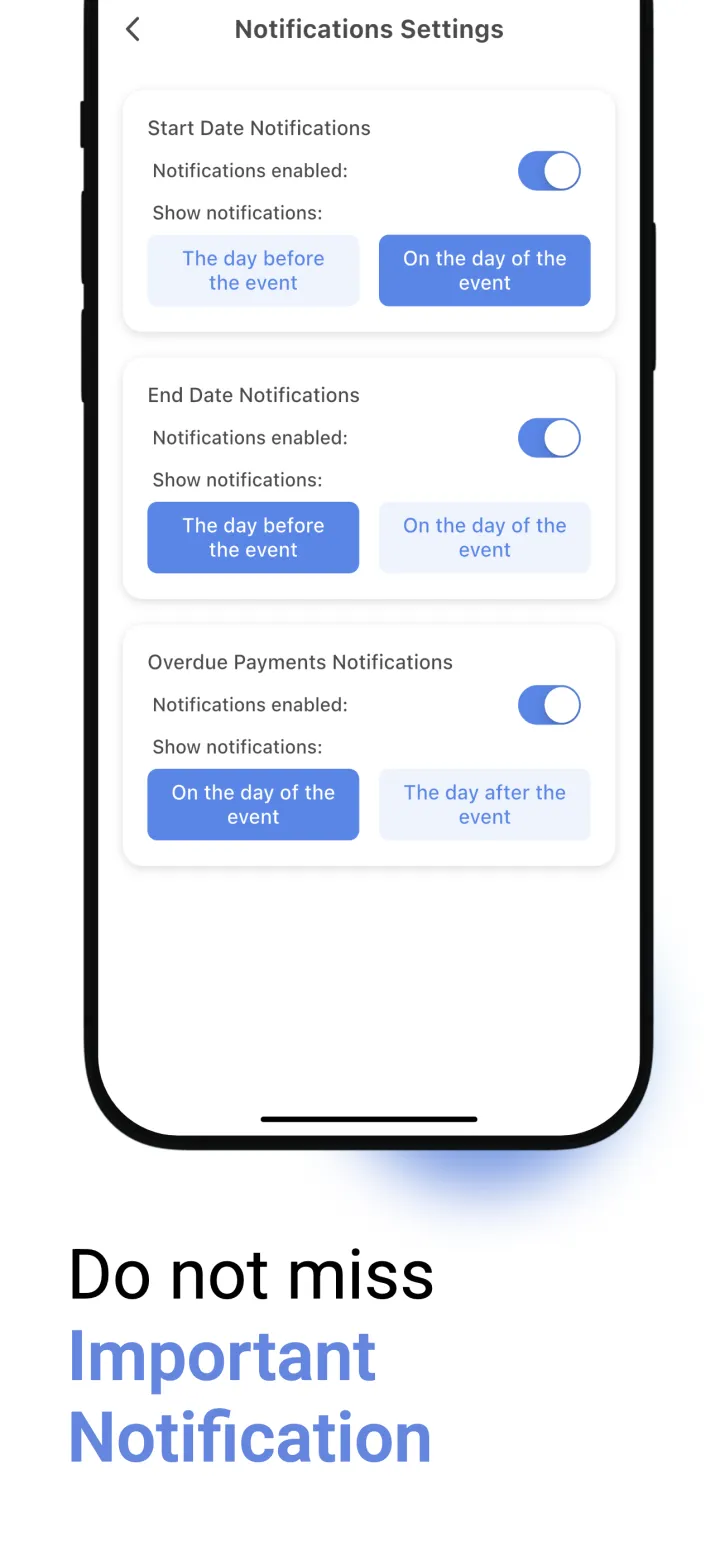 Notifications Settings
Start Date Notifications
Notifications enabled:
Show notifications:
The day before
the event
On the day of the
event
End Date Notifications
Notifications enabled:
Show notifications:
The day before
the event
On the day of the
event
Overdue Payments Notifications
Notifications enabled:
Show notifications:
On the day of the
event
The day after the
event
Do not miss
Important
Notification